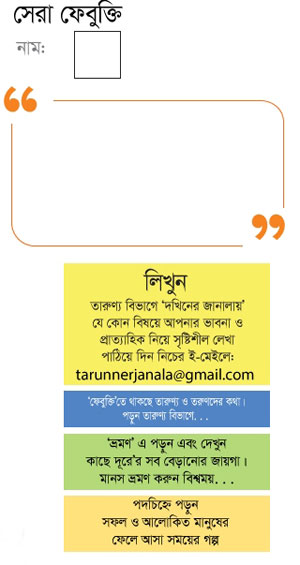 সেরা ফেবুক্তি
নাম:
লিখুন
তারুণ্য বিভাগে 'দখিনের জানালায়'
যে কোন বিষয়ে আপনার ভাবনা ও
প্রাত্যাহিক নিয়ে সৃষ্টিশীল লেখা
পাঠিয়ে দিন নিচের ই-মেইলে:
tarunnerjanala@gmail.com
'ফেবুক্তি'তে থাকছে তারুণ্য ও তরুণদের কথা।
পড়ুন তারুণ্য বিভাগে...
'ভ্রমণ' এ পড়ুন এবং দেখুন
কাছে দূরে'র সব বেড়ানোর জায়গা।
মানস ভ্রমণ করুন বিশ্বময়...
পদচিহ্নে পড়ুন
সফল ও আলোকিত মানুষের
ফেলে আসা সময়ের গল্প